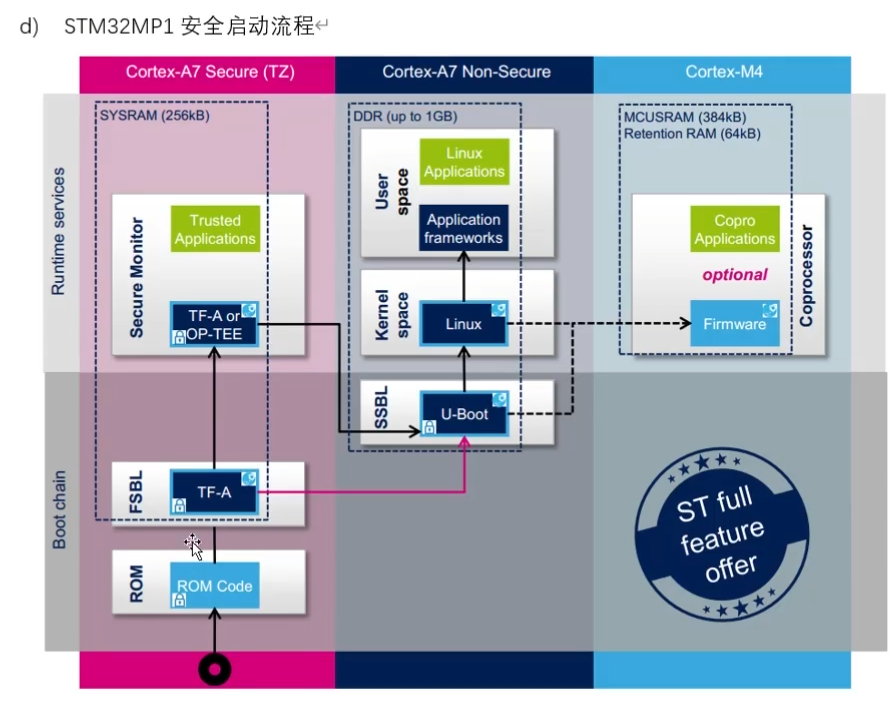 d) STM32MP1 安全启动流程↵
Cortex-A7 Secure (TZ)
Cortex-A7 Non-Secure
Cortex-M4
Runtime services
SYSRAM (256kB)
Secure Monitor
Trusted
Applications
TF-A or
OP-TEE
DDR (up to 1GB)
User
space
Linux
Applications
Application
frameworks
Kernel
space
Linux
MCUSRAM (384kB)
Retention RAM (64kB)
Copro
Applications
optional
Firmware
Coprocessor
Boot chain
SSBL
U-Boot
FSBL
TF-A
ROM
ROM Code
ST full
feature
offer